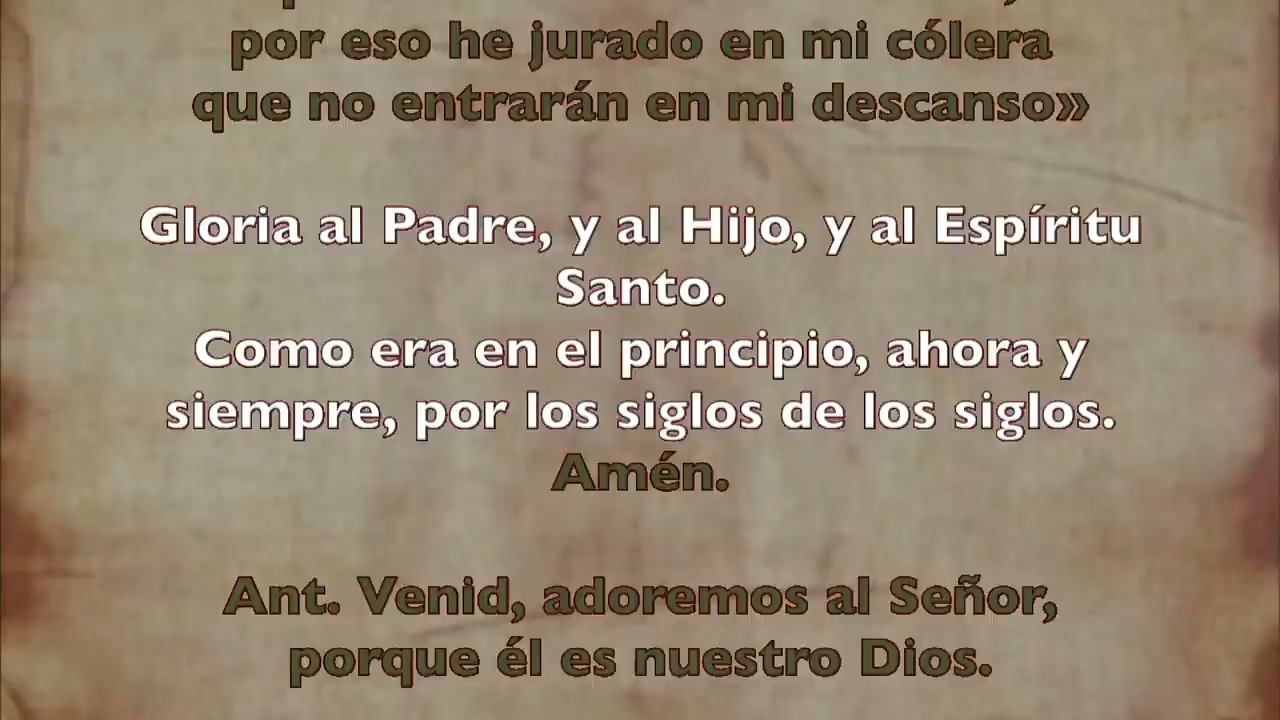 por eso he jurado en mi cólera
que no entrarán en mi descanso»
Gloria al Padre, y al Hijo, y al Espíritu
Santo.
Como era en el principio, ahora y
siempre, por los siglos de los siglos.
Amén.
Ant. Venid, adoremos al Señor,
porque él es nuestro Dios.